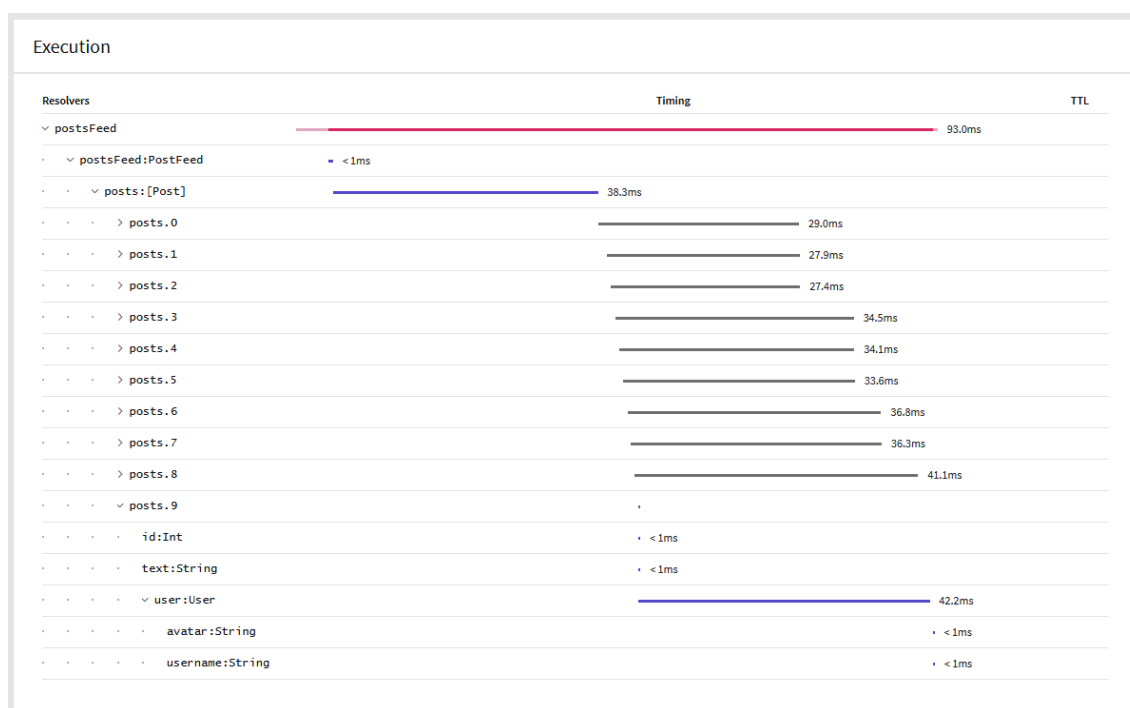 Execution
Resolvers Timing TTL
postsFeed 93.0ms
postsFeed:PostFeed <1ms
posts:[Post] 38.3ms
posts.0 29.0ms
posts.1 27.9ms
posts.2 27.4ms
posts.3 34.5ms
posts.4 34.1ms
posts.5 33.6ms
posts.6 36.8ms
posts.7 36.3ms
posts.8 41.1ms
posts.9
id:Int <1ms
text:String <1ms
user:User 42.2ms
avatar:String <1ms
username:String <1ms